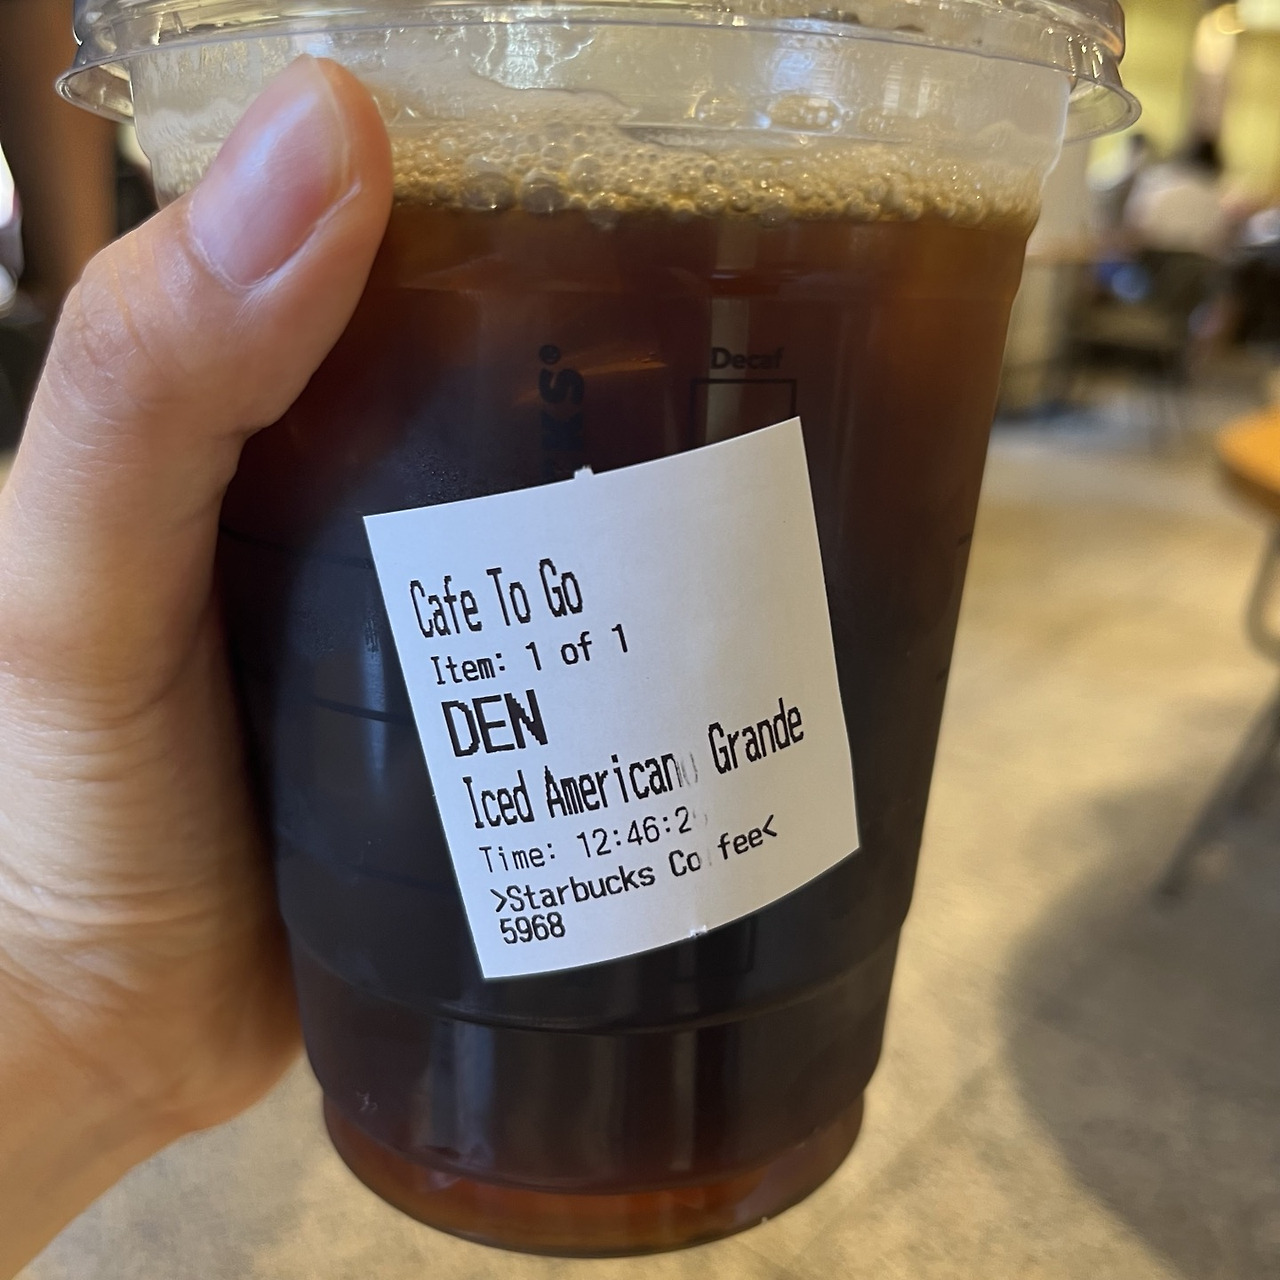 Decaf
Cafe To Go
Item: 1 of 1
DEN
Iced Americano Grande
Time: 12:46:2
>Starbucks Coffee<
5968